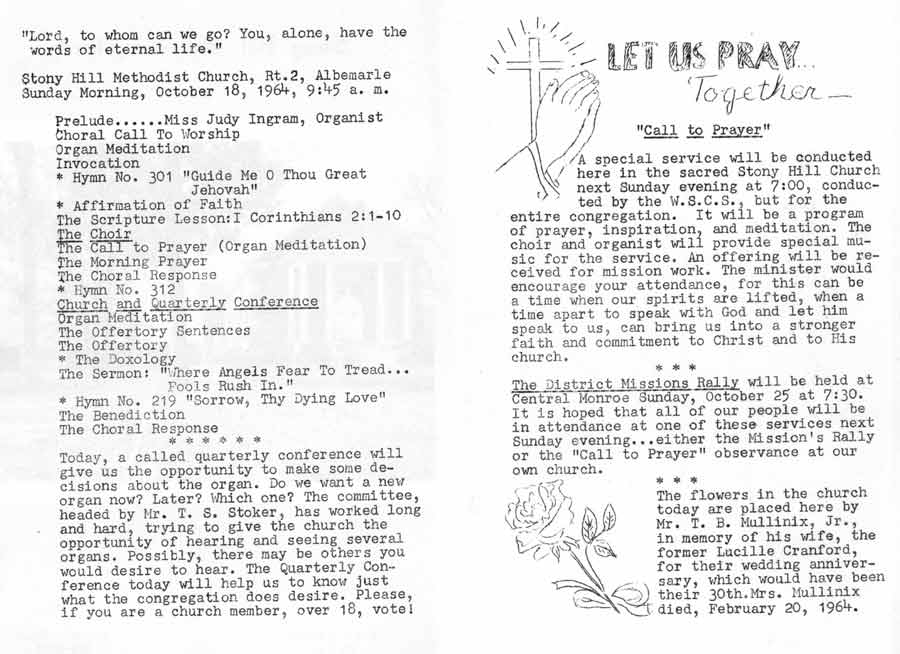 "Lord, to whom can we go? You, alone, have the
words of eternal life."
Stony Hill Methodist Church, Rt.2, Albemarle
Sunday Morning, October 18, 1964, 9:45 a. m.
Prelude......Miss Judy Ingram, Organist
Choral Call To Worship
Organ Meditation
Invocation
* Hymn No. 301 "Guide Me O Thou Great
Jehovah"
* Affirmation of Faith
The Scripture Lesson:I Corinthians 2:1-10
The Choir
The Call to Prayer (Organ Meditation)
The Morning Prayer
The Choral Response
* Hymn No. 312
Church and Quarterly Conference
Organ Meditation
The Offertory Sentences
The Offertory
* The Doxology
The Sermon: "Where Angels Fear To Tread...
Fools Rush In."
* Hymn No. 219 "Sorrow, Thy Dying Love"
The Benediction
The Choral Response
* * * * * *
Today, a called quarterly conference will
give us the opportunity to make some de-
cisions about the organ. Do we want a new
organ now? Later? Which one? The committee,
headed by Mr. T. S. Stoker, has worked long
and hard, trying to give the church the
opportunity of hearing and seeing several
organs. Possibly, there may be others you
would desire to hear. The Quarterly Con-
ference today will help us to know just
what the congregation does desire. Please,
if you are a church member, over 18, vote!
LET US PRAY...
Together—
"Call to Prayer"
A special service will be conducted
here in the sacred Stony Hill Church
next Sunday evening at 7:00, conduc-
ted by the W.S.C.S., but for the
entire congregation. It will be a program
of prayer, inspiration, and meditation. The
choir and organist will provide special mu-
sic for the service. An offering will be re-
ceived for mission work. The minister would
encourage your attendance, for this can be
a time when our spirits are lifted, when a
time apart to speak with God and let him
speak to us, can bring us into a stronger
faith and commitment to Christ and to His
church.
* * *
The District Missions Rally will be held at
Central Monroe Sunday, October 25 at 7:30.
It is hoped that all of our people will be
in attendance at one of these services next
Sunday evening...either the Mission's Rally
or the "Call to Prayer" observance at our
own church.
* * *
The flowers in the church
today are placed here by
Mr. T. B. Mullinix, Jr.,
in memory of his wife, the
former Lucille Cranford,
for their wedding anniver-
sary, which would have been
their 30th.Mrs. Mullinix
died, February 20, 1964.